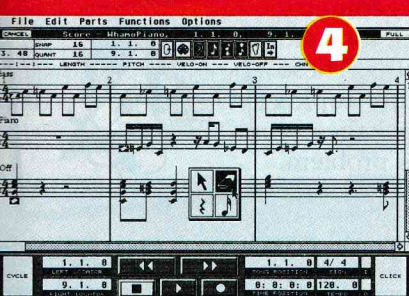 File Edit Parts Functions Options
4
CANCEL Score - WhamoPiano, 1. 1. 0, 9. 1. FULL
SNAP 16 1. 1. 0
3. 48 QUANT 16 9. 1. 0 In
LENGTH PITCH VELO-ON VELO-OFF CHN
2 3 4
Piano
Off
CYCLE 1. 1. 0 1. 1. 0 4/ 4 CLICK
LEFT LOCATOR SONG POSITION SIGN.
9. 1. 0 0: 0: 0: 0 120. 0
RIGHT LOCATOR TIME POSITION TEMPO